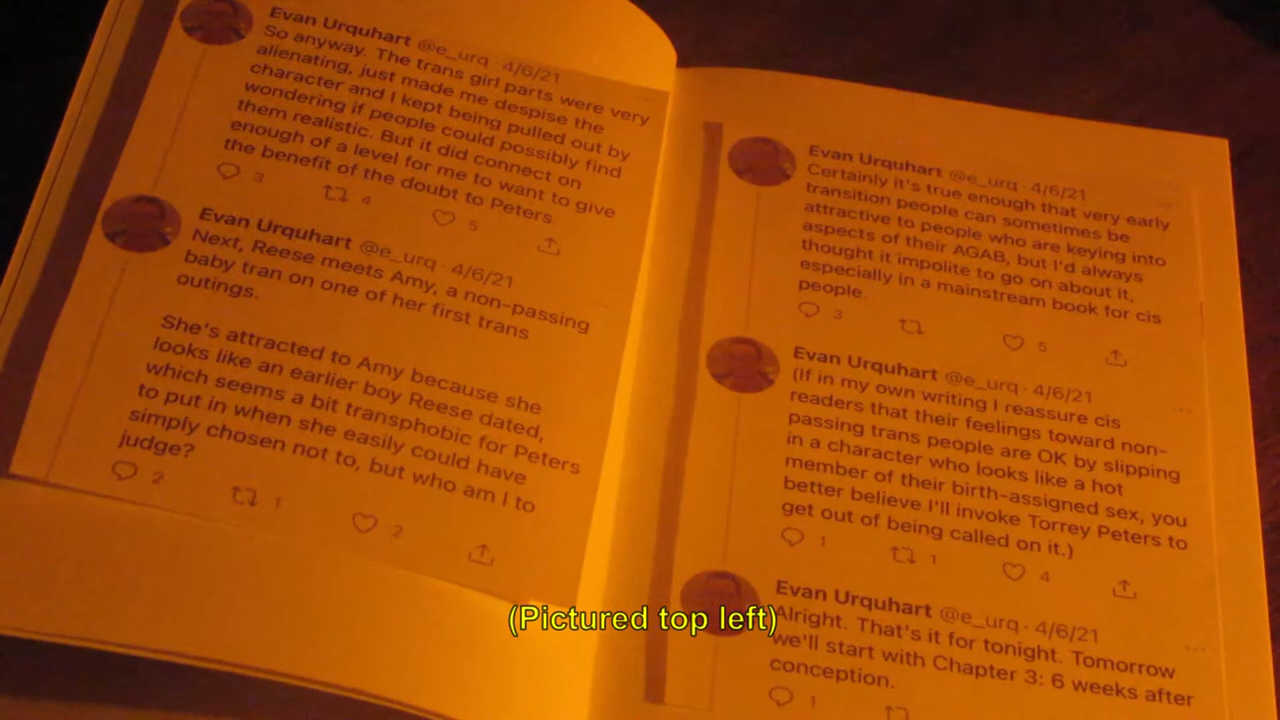 Evan Urquhart @e_urq · 4/6/21
So anyway. The trans girl parts were very
alienating, just made me despise the
character and I kept being pulled out by
wondering if people could possibly find
them realistic. But it did connect on
enough of a level for me to want to give
the benefit of the doubt to Peters.
3 4 5
Evan Urquhart @e_urq · 4/6/21
Next, Reese meets Amy, a non-passing
baby tran on one of her first trans
outings.
She's attracted to Amy because she
looks like an earlier boy Reese dated,
which seems a bit transphobic for Peters
to put in when she easily could have
simply chosen not to, but who am I to
judge?
2 1 2
Evan Urquhart @e_urq · 4/6/21
Certainly it's true enough that very early
transition people can sometimes be
attractive to people who are keying into
aspects of their AGAB, but I'd always
thought it impolite to go on about it,
especially in a mainstream book for cis
people.
3 5
Evan Urquhart @e_urq · 4/6/21
(If in my own writing I reassure cis
readers that their feelings toward non-
passing trans people are OK by slipping
in a character who looks like a hot
member of their birth-assigned sex, you
better believe I'll invoke Torrey Peters to
get out of being called on it.)
1 1 4
Evan Urquhart @e_urq · 4/6/21
Alright. That's it for tonight. Tomorrow
we'll start with Chapter 3: 6 weeks after
conception.
1
(Pictured top left)